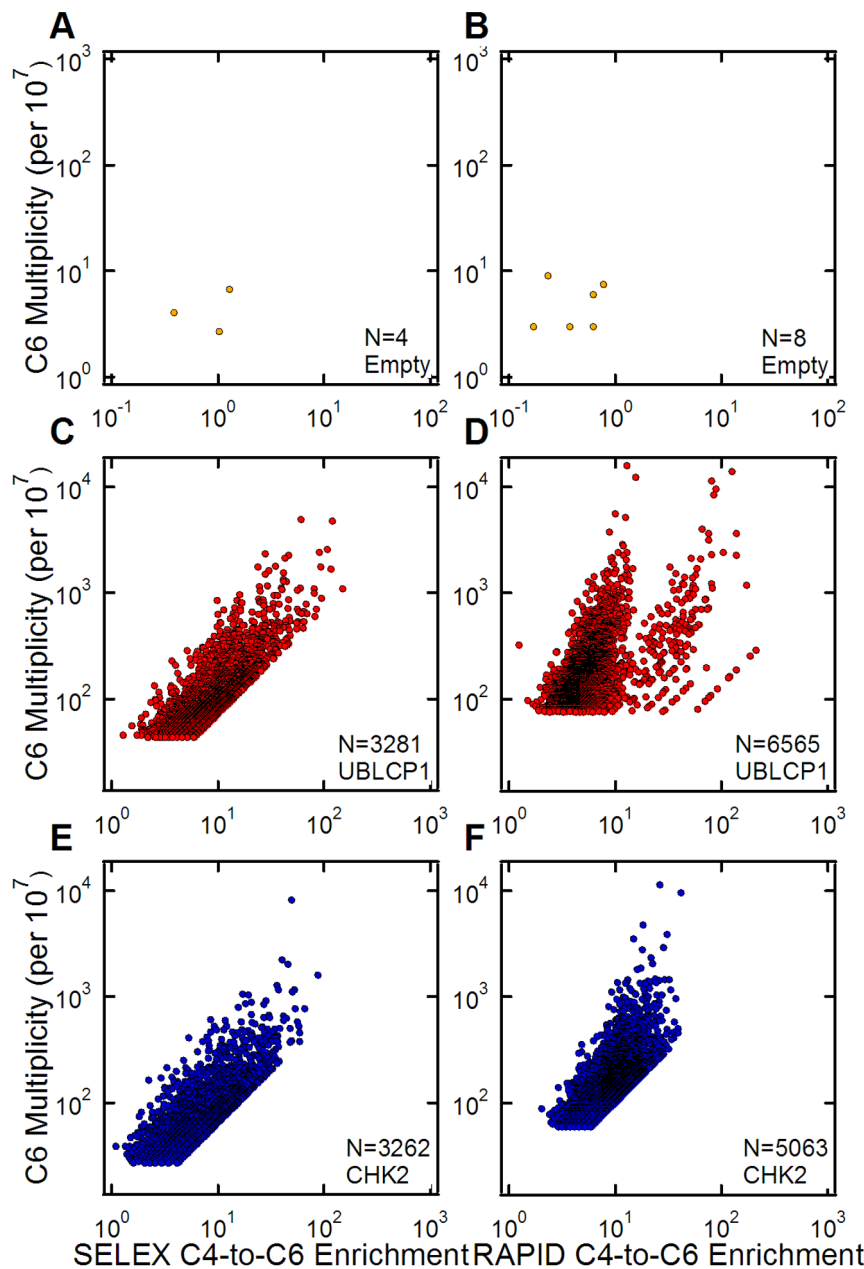 A
B
C6 Multiplicity (per 10^7)
10^3
10^2
10^1
10^0
N=4
Empty
10^-1
10^0
10^1
10^2
10^3
10^2
10^1
10^0
N=8
Empty
10^-1
10^0
10^1
10^2
C
D
C6 Multiplicity (per 10^7)
10^4
10^3
10^2
N=3281
UBLCP1
10^0
10^1
10^2
10^3
10^4
10^3
10^2
N=6565
UBLCP1
10^0
10^1
10^2
10^3
E
F
C6 Multiplicity (per 10^7)
10^4
10^3
10^2
N=3262
CHK2
10^0
10^1
10^2
10^3
SELEX C4-to-C6 Enrichment
10^4
10^3
10^2
N=5063
CHK2
10^0
10^1
10^2
10^3
RAPID C4-to-C6 Enrichment